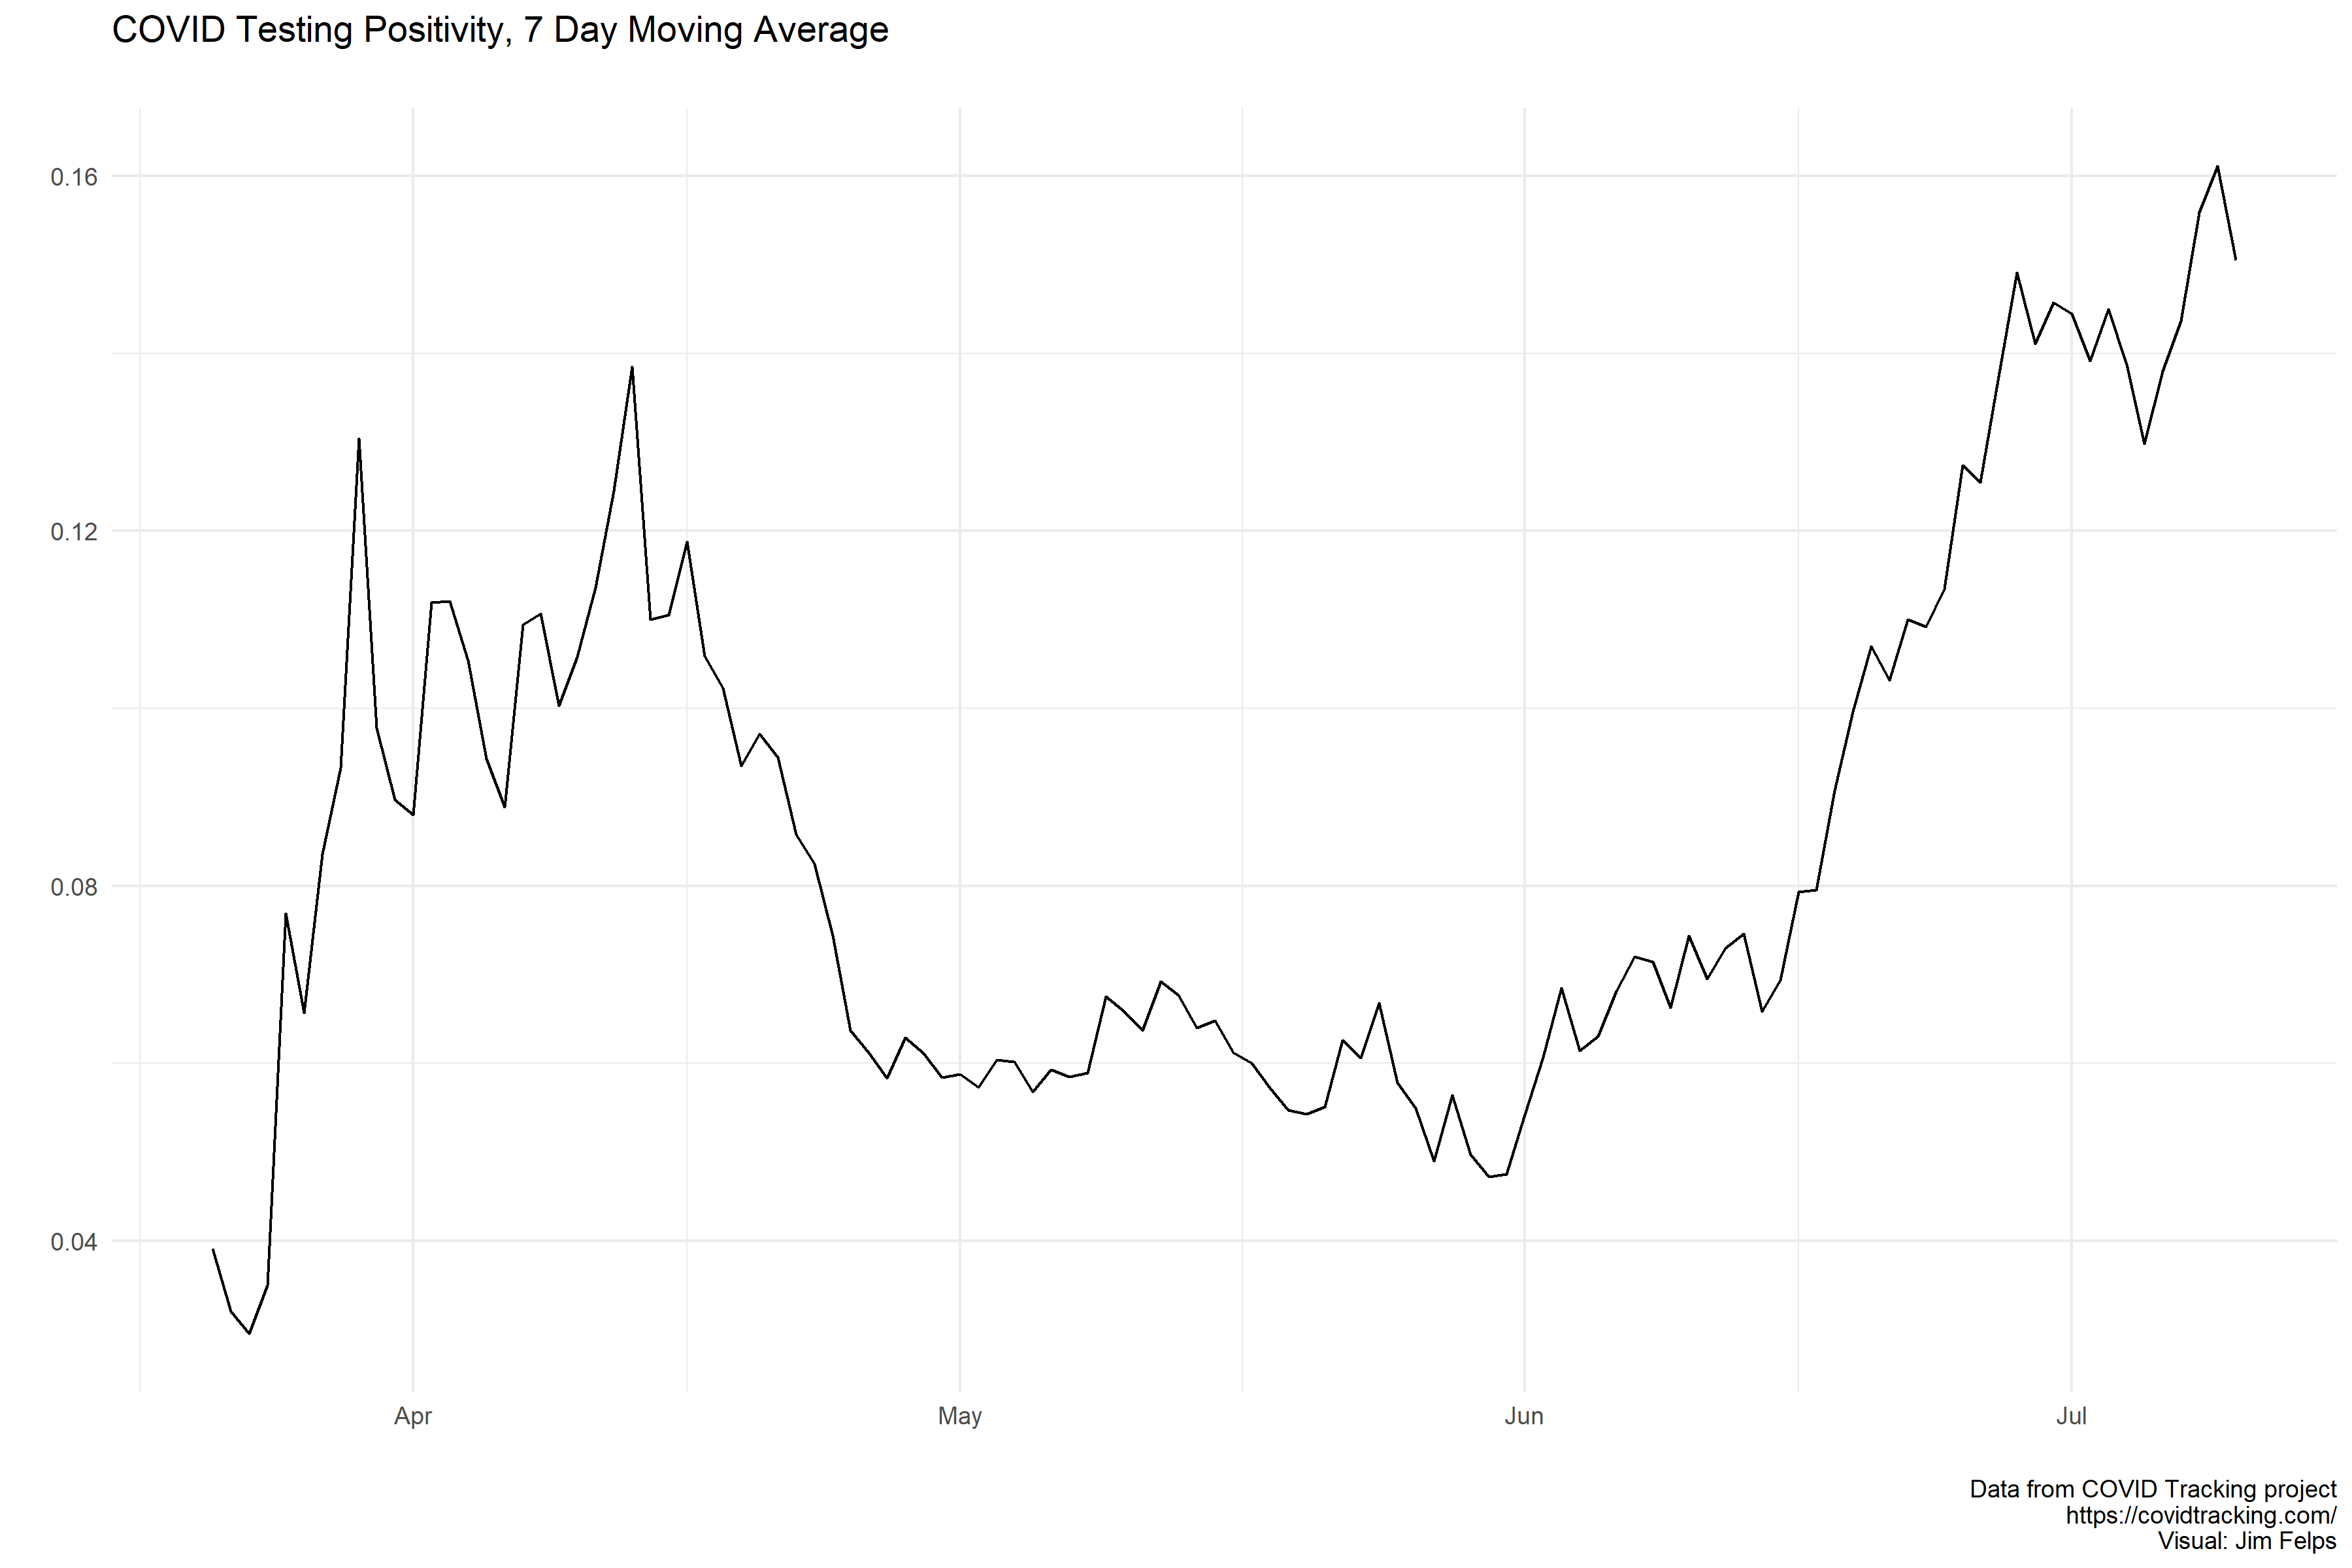 COVID Testing Positivity, 7 Day Moving Average
0.16
0.12
0.08
0.04
Apr May Jun Jul
Data from COVID Tracking project
https://covidtracking.com/
Visual: Jim Felps